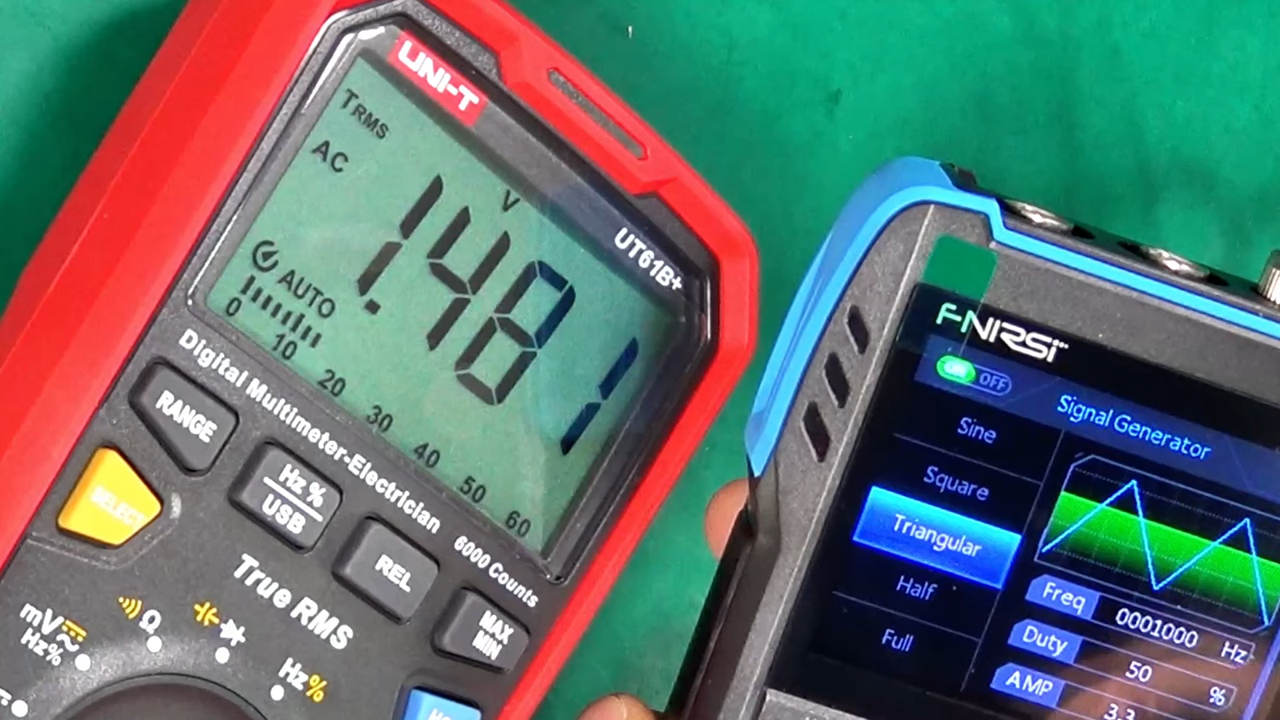 UNI-T
TRMS
AC
V
1.481
UT61B+
AUTO
0 10 20 30 40 50 60
Digital Multimeter-Electrician
6000 Counts
RANGE
SELECT
Hz %
USB
REL
MAX
MIN
True RMS
mV
Hz%
Ω
Hz%
FNIRSI
ON OFF
Signal Generator
Sine
Square
Triangular
Half
Full
Freq 0001000 Hz
Duty 50 %
AMP 3.3